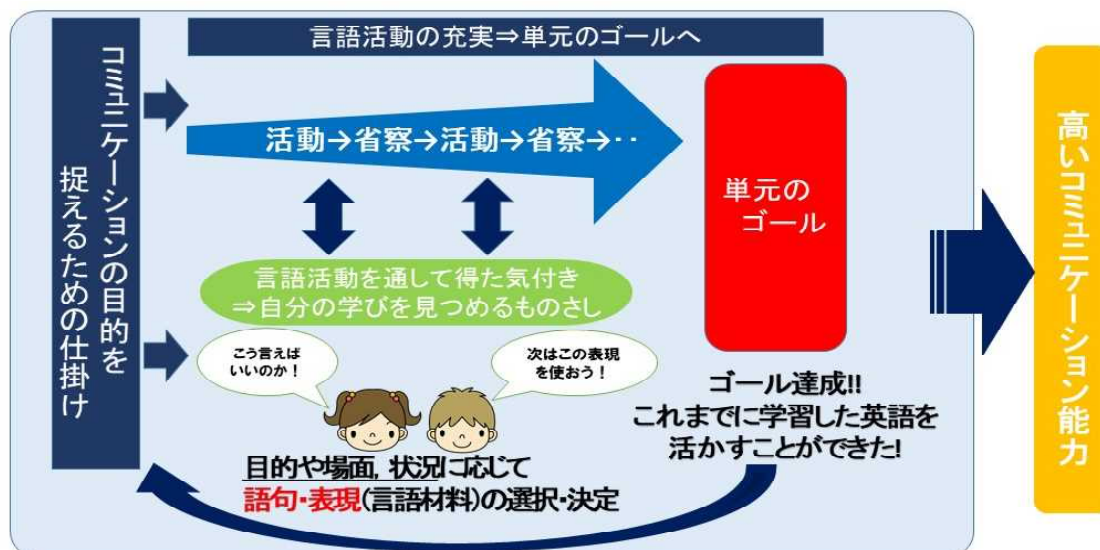 コミュニケーションの目的を
捉えるための仕掛け
言語活動の充実⇒単元のゴールへ
活動→省察→活動→省察→‥
単元の
ゴール
言語活動を通して得た気付き
⇒自分の学びを見つめるものさし
こう言えば
いいのか！
次はこの表現
を使おう！
目的や場面,状況に応じて
語句・表現(言語材料)の選択・決定
ゴール達成!!
これまでに学習した英語を
活かすことができた!
高いコミュニケーション能力